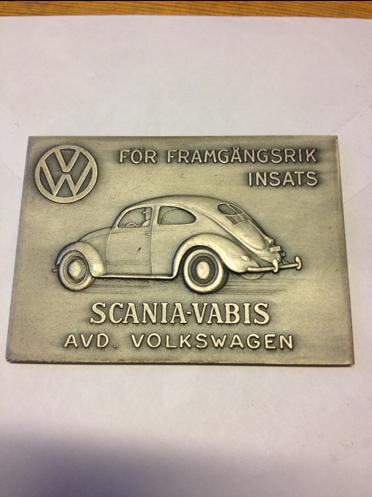 VW
FÖR FRAMGÅNGSRIK
INSATS
SCANIA-VABIS
AVD. VOLKSWAGEN